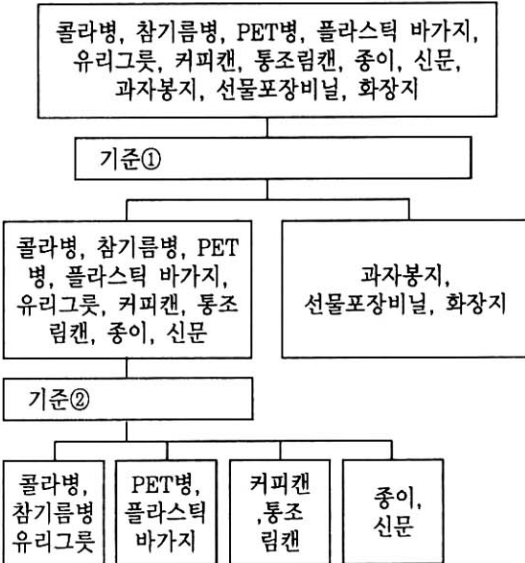 콜라병, 참기름병, PET병, 플라스틱 바가지,
유리그릇, 커피캔, 통조림캔, 종이, 신문,
과자봉지, 선물포장비닐, 화장지
기준①
콜라병, 참기름병, PET
병, 플라스틱 바가지,
유리그릇, 커피캔, 통조
림캔, 종이, 신문
과자봉지,
선물포장비닐, 화장지
기준②
콜라병,
참기름병
유리그릇
PET병,
플라스틱
바가지
커피캔
,통조
림캔
종이,
신문